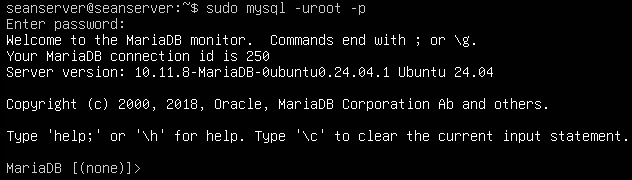 seanserver@seanserver:~$ sudo mysql -uroot -p
Enter password:
Welcome to the MariaDB monitor.  Commands end with ; or \g.
Your MariaDB connection id is 250
Server version: 10.11.8-MariaDB-0ubuntu0.24.04.1 Ubuntu 24.04

Copyright (c) 2000, 2018, Oracle, MariaDB Corporation Ab and others.

Type 'help;' or '\h' for help. Type '\c' to clear the current input statement.

MariaDB [(none)]>